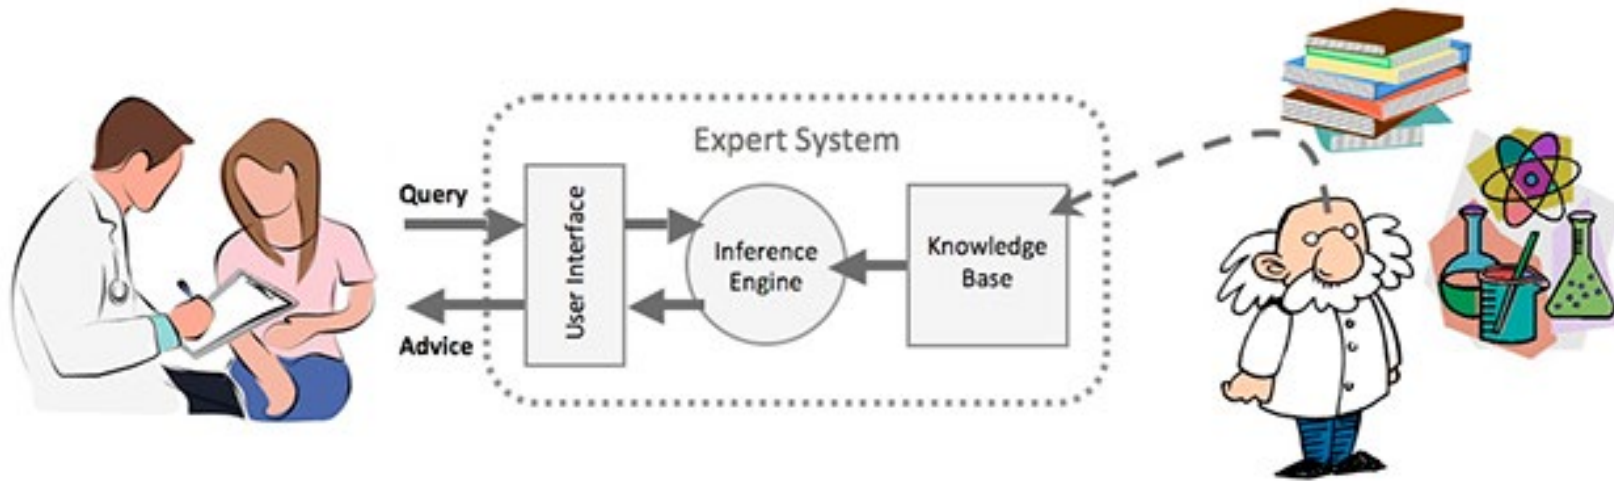 Expert System
Query
Advice
User Interface
Inference
Engine
Knowledge
Base